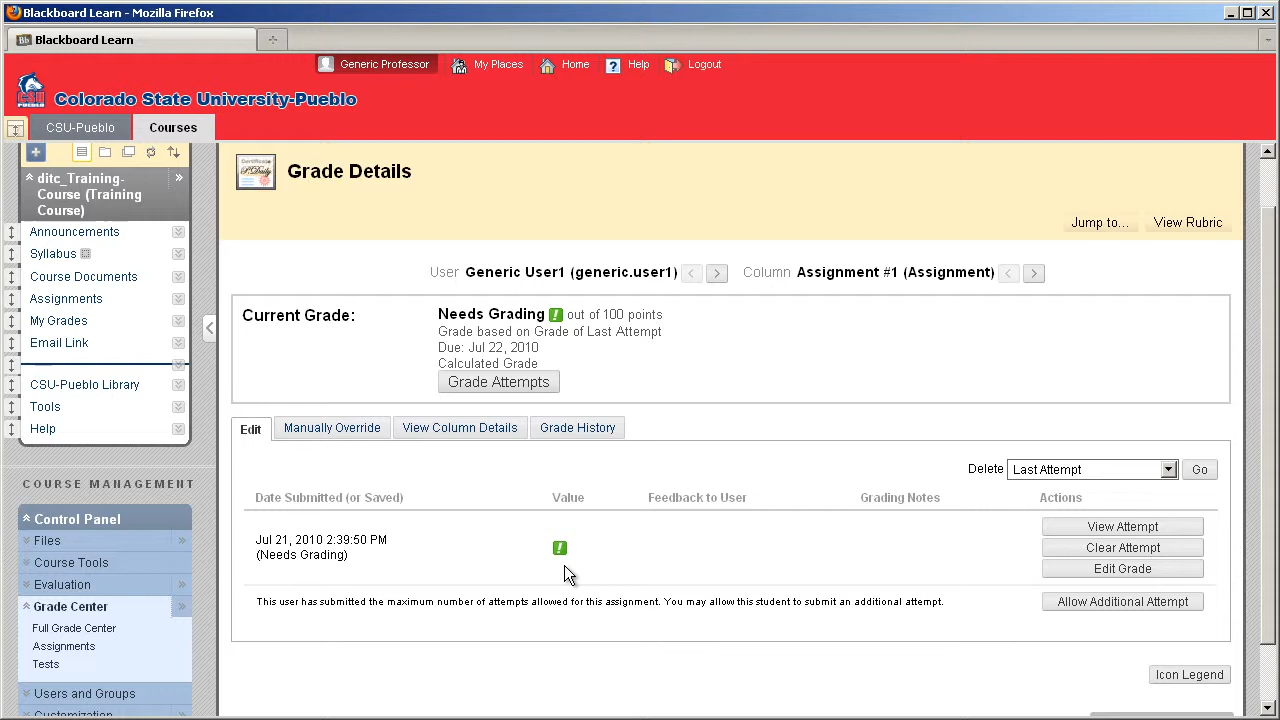 Blackboard Learn - Mozilla Firefox
Bb Blackboard Learn
Generic Professor My Places Home ? Help Logout
CSU PUEBLO Colorado State University-Pueblo
CSU-Pueblo Courses
Certificate
Grade Details
ditc_Training-
Course (Training
Course)
Jump to... View Rubric
Announcements
Syllabus
Course Documents
Assignments
My Grades
Email Link
CSU-Pueblo Library
Tools
Help
User Generic User1 (generic.user1) < > Column Assignment #1 (Assignment) < >
Current Grade:
Needs Grading ! out of 100 points
Grade based on Grade of Last Attempt
Due: Jul 22, 2010
Calculated Grade
Grade Attempts
Edit Manually Override View Column Details Grade History
Delete Last Attempt Go
Date Submitted (or Saved) Value Feedback to User Grading Notes Actions
Jul 21, 2010 2:39:50 PM
(Needs Grading)
!
View Attempt
Clear Attempt
Edit Grade
This user has submitted the maximum number of attempts allowed for this assignment. You may allow this student to submit an additional attempt.
Allow Additional Attempt
Icon Legend
COURSE MANAGEMENT
Control Panel
Files
Course Tools
Evaluation
Grade Center
Full Grade Center
Assignments
Tests
Users and Groups
Customization